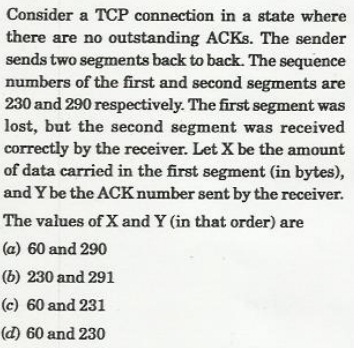 Consider a TCP connection in a state where
there are no outstanding ACKs. The sender
sends two segments back to back. The sequence
numbers of the first and second segments are
230 and 290 respectively. The first segment was
lost, but the second segment was received
correctly by the receiver. Let X be the amount
of data carried in the first segment (in bytes),
and Y be the ACK number sent by the receiver.
The values of X and Y (in that order) are
(a) 60 and 290
(b) 230 and 291
(c) 60 and 231
(d) 60 and 230